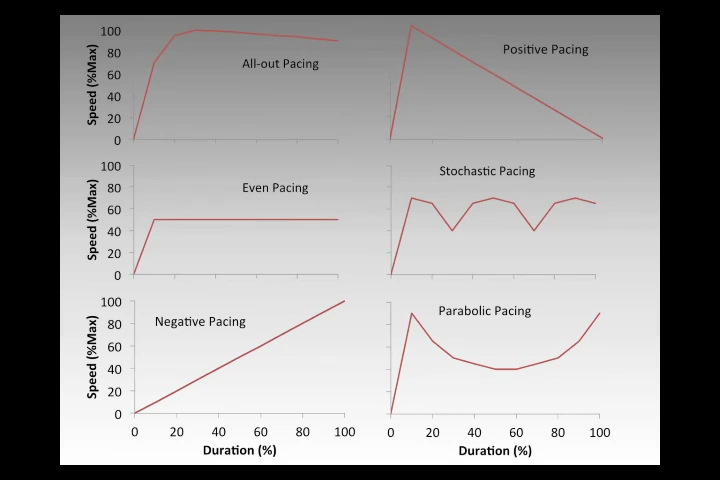 100
80
60
40
20
0
Speed (%Max)
All-out Pacing
Positive Pacing
100
80
60
40
20
0
Speed (%Max)
Even Pacing
Stochastic Pacing
100
80
60
40
20
0
Speed (%Max)
Negative Pacing
Parabolic Pacing
0 20 40 60 80 100
Duration (%)
0 20 40 60 80 100
Duration (%)